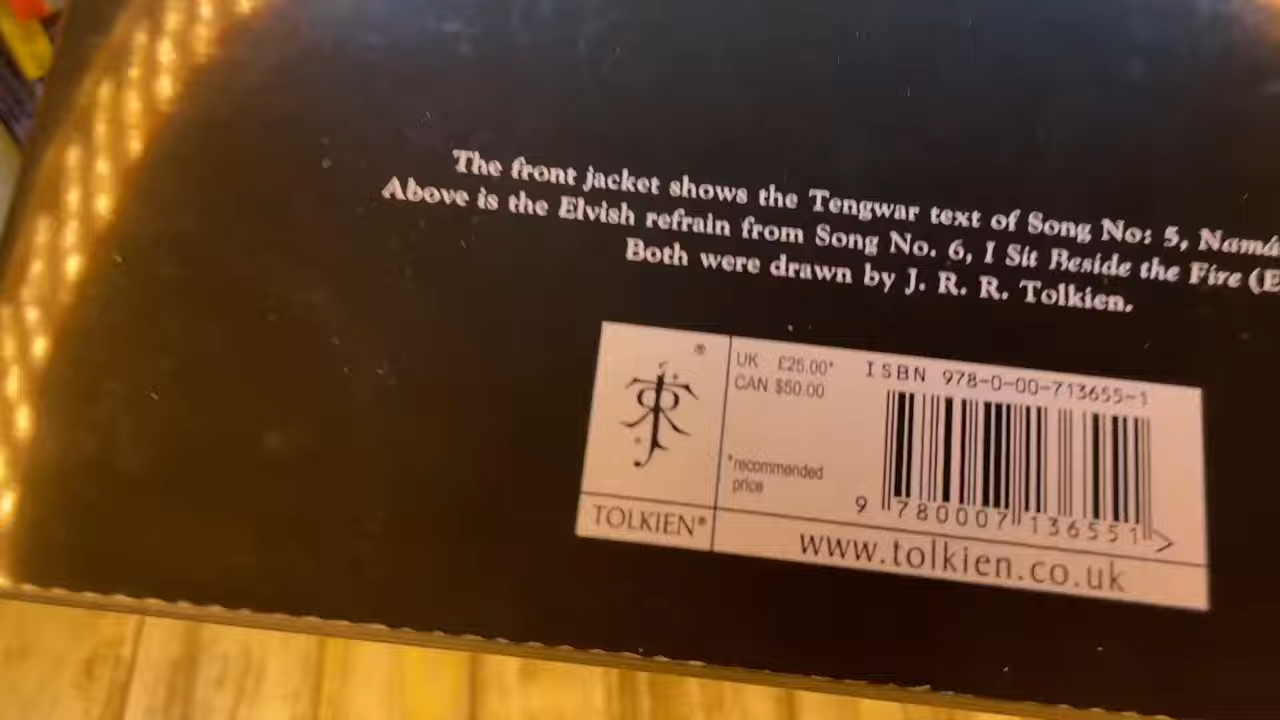 The front jacket shows the Tengwar text of Song No: 5, Namá
Above is the Elvish refrain from Song No. 6, I Sit Beside the Fire (E
Both were drawn by J. R. R. Tolkien.
®
UK £25.00*
CAN $50.00
*recommended
price
TOLKIEN®
ISBN 978-0-00-713655-1
9 780007 136551 >
www.tolkien.co.uk